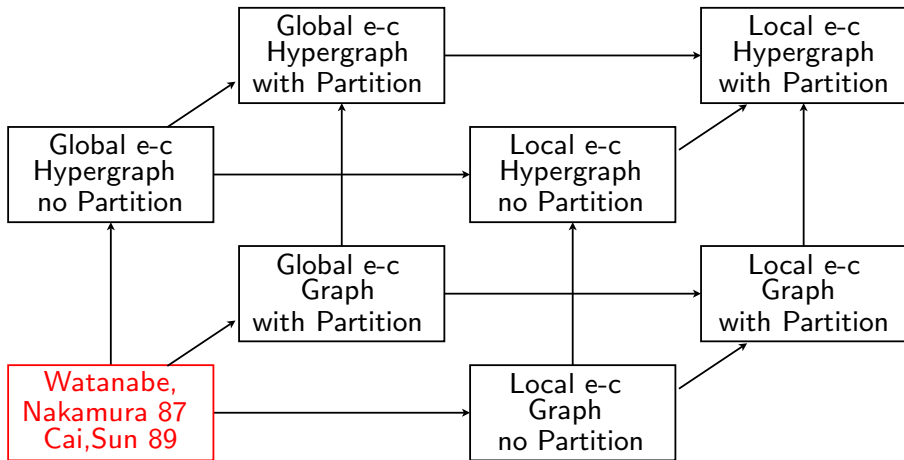 Global e-c
Hypergraph
with Partition
Local e-c
Hypergraph
with Partition
Global e-c
Hypergraph
no Partition
Local e-c
Hypergraph
no Partition
Global e-c
Graph
with Partition
Local e-c
Graph
with Partition
Watanabe,
Nakamura 87
Cai,Sun 89
Local e-c
Graph
no Partition